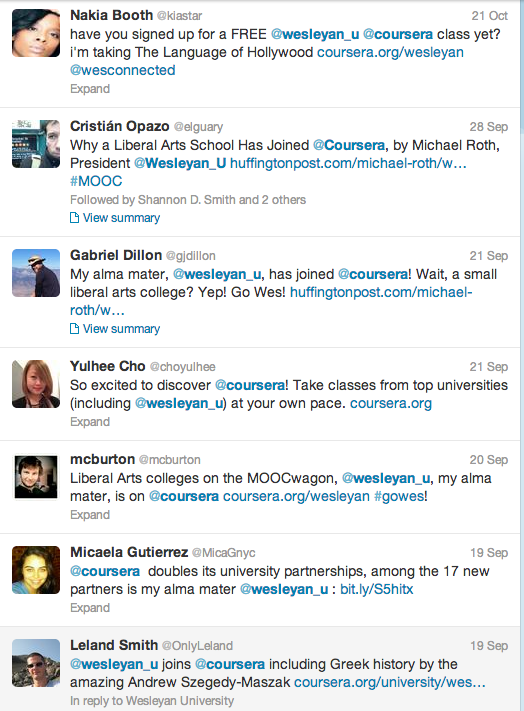 Nakia Booth @kiastar 21 Oct
have you signed up for a FREE @wesleyan_u @coursera class yet?
i'm taking The Language of Hollywood coursera.org/wesleyan
@wesconnected
Expand
Cristián Opazo @elguary 28 Sep
Why a Liberal Arts School Has Joined @Coursera, by Michael Roth,
President @Wesleyan_U huffingtonpost.com/michael-roth/w…
#MOOC
Followed by Shannon D. Smith and 2 others
View summary
Gabriel Dillon @gjdillon 21 Sep
My alma mater, @wesleyan_u, has joined @coursera! Wait, a small
liberal arts college? Yep! Go Wes! huffingtonpost.com/michael-
roth/w…
View summary
Yulhee Cho @choyulhee 21 Sep
So excited to discover @coursera! Take classes from top universities
(including @wesleyan_u) at your own pace. coursera.org
Expand
mcburton @mcburton 20 Sep
Liberal Arts colleges on the MOOCwagon, @wesleyan_u, my alma
mater, is on @coursera coursera.org/wesleyan #gowes!
Expand
Micaela Gutierrez @MicaGnyc 19 Sep
@coursera doubles its university partnerships, among the 17 new
partners is my alma mater @wesleyan_u : bit.ly/S5hitx
Expand
Leland Smith @OnlyLeland 19 Sep
@wesleyan_u joins @coursera including Greek history by the
amazing Andrew Szegedy-Maszak coursera.org/university/wes…
In reply to Wesleyan University